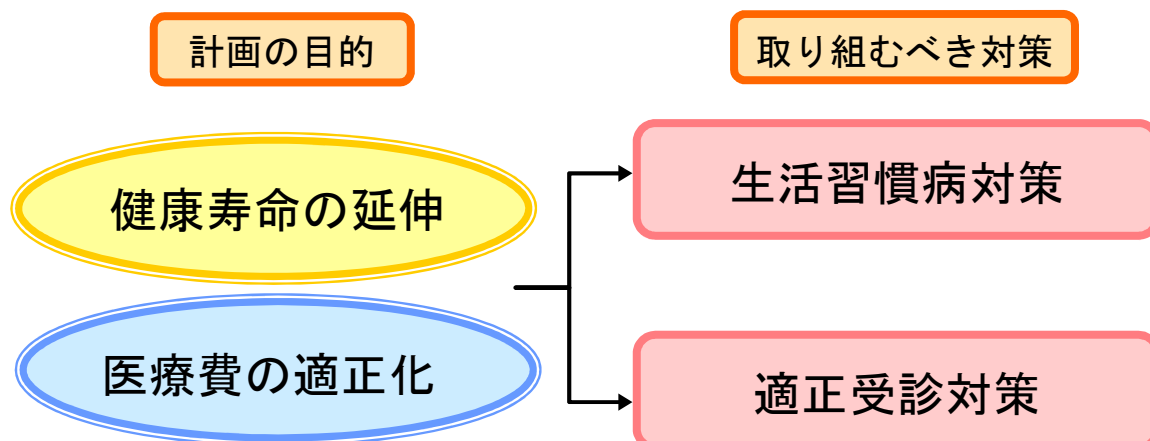 計画の目的
取り組むべき対策
健康寿命の延伸
生活習慣病対策
医療費の適正化
適正受診対策